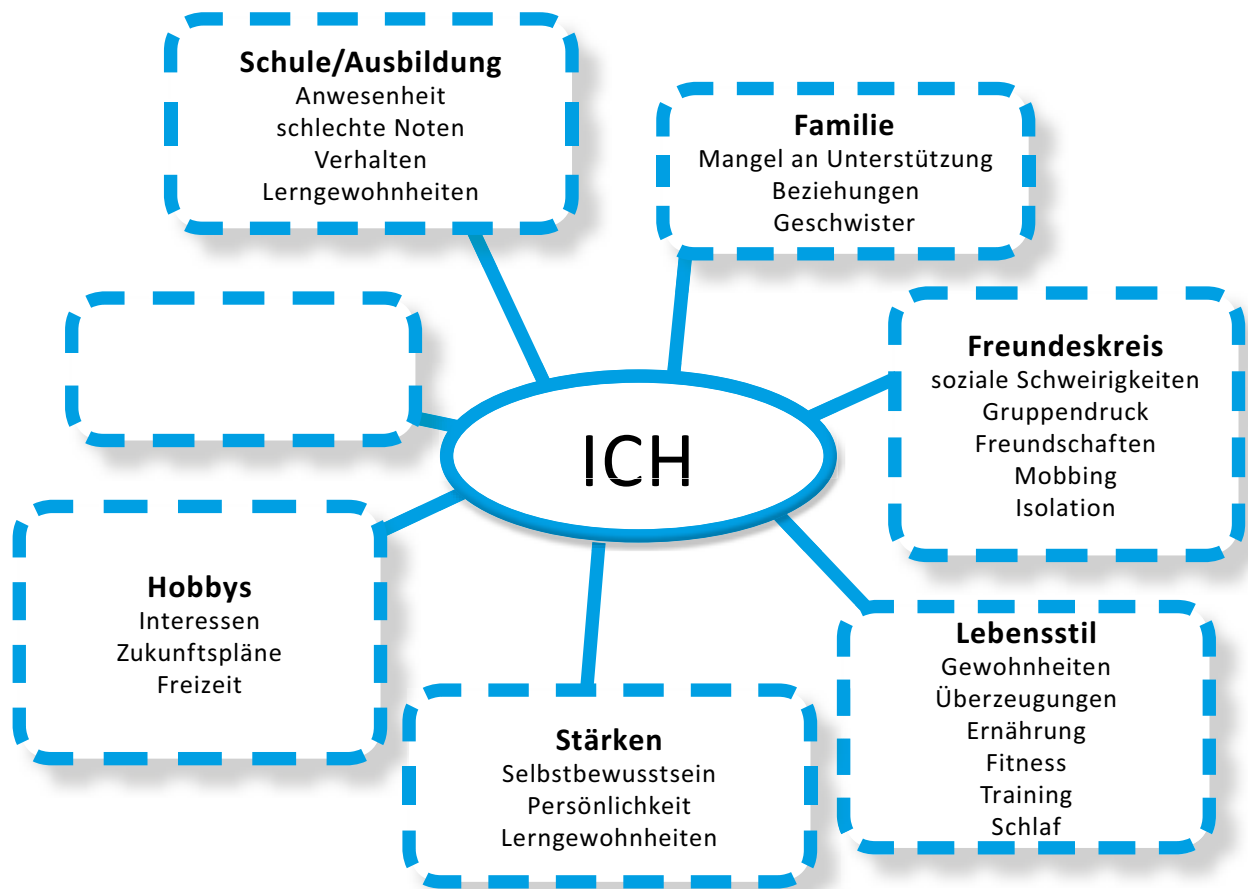 Schule/Ausbildung
Anwesenheit
schlechte Noten
Verhalten
Lerngewohnheiten
Familie
Mangel an Unterstützung
Beziehungen
Geschwister
Freundeskreis
soziale Schweirigkeiten
Gruppendruck
Freundschaften
Mobbing
Isolation
ICH
Hobbys
Interessen
Zukunftspläne
Freizeit
Lebensstil
Gewohnheiten
Überzeugungen
Ernährung
Fitness
Training
Schlaf
Stärken
Selbstbewusstsein
Persönlichkeit
Lerngewohnheiten